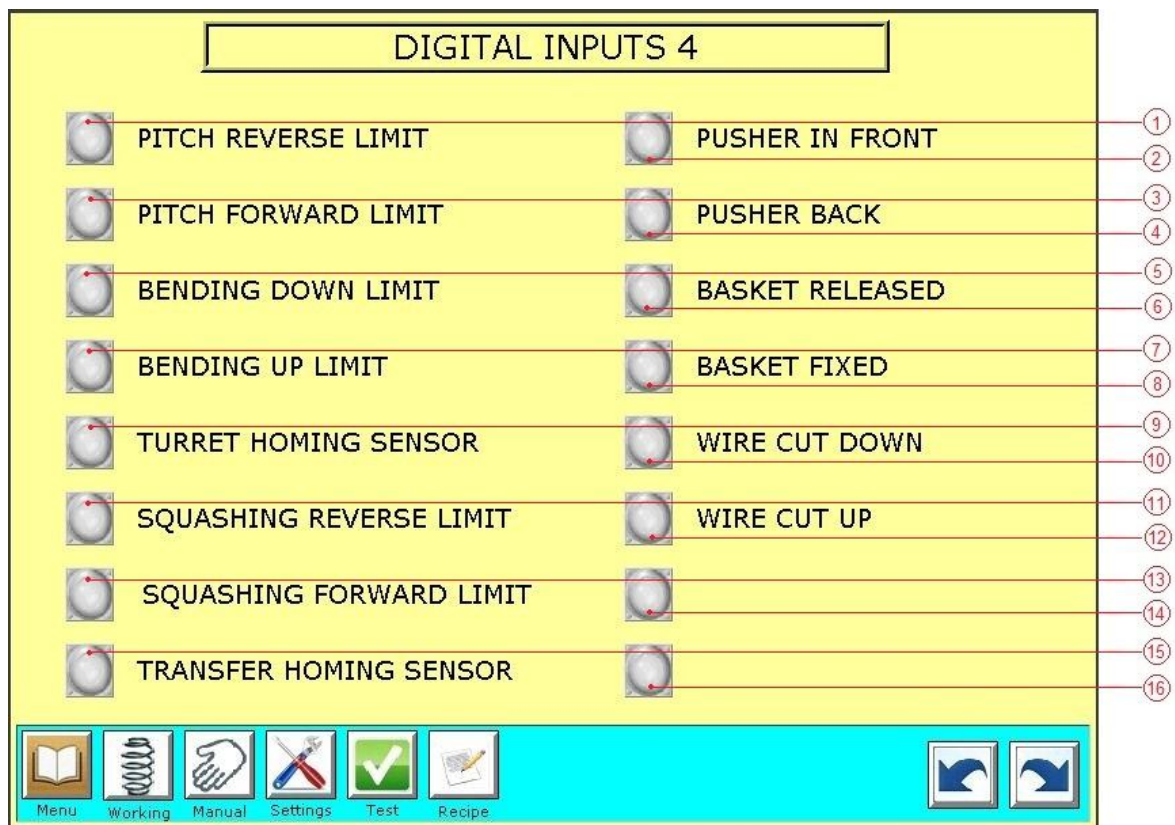 DIGITAL INPUTS 4
PITCH REVERSE LIMIT PUSHER IN FRONT
1
2
PITCH FORWARD LIMIT PUSHER BACK
3
4
BENDING DOWN LIMIT BASKET RELEASED
5
6
BENDING UP LIMIT BASKET FIXED
7
8
TURRET HOMING SENSOR WIRE CUT DOWN
9
10
SQUASHING REVERSE LIMIT WIRE CUT UP
11
12
SQUASHING FORWARD LIMIT
13
14
TRANSFER HOMING SENSOR
15
16
Menu Working Manual Settings Test Recipe